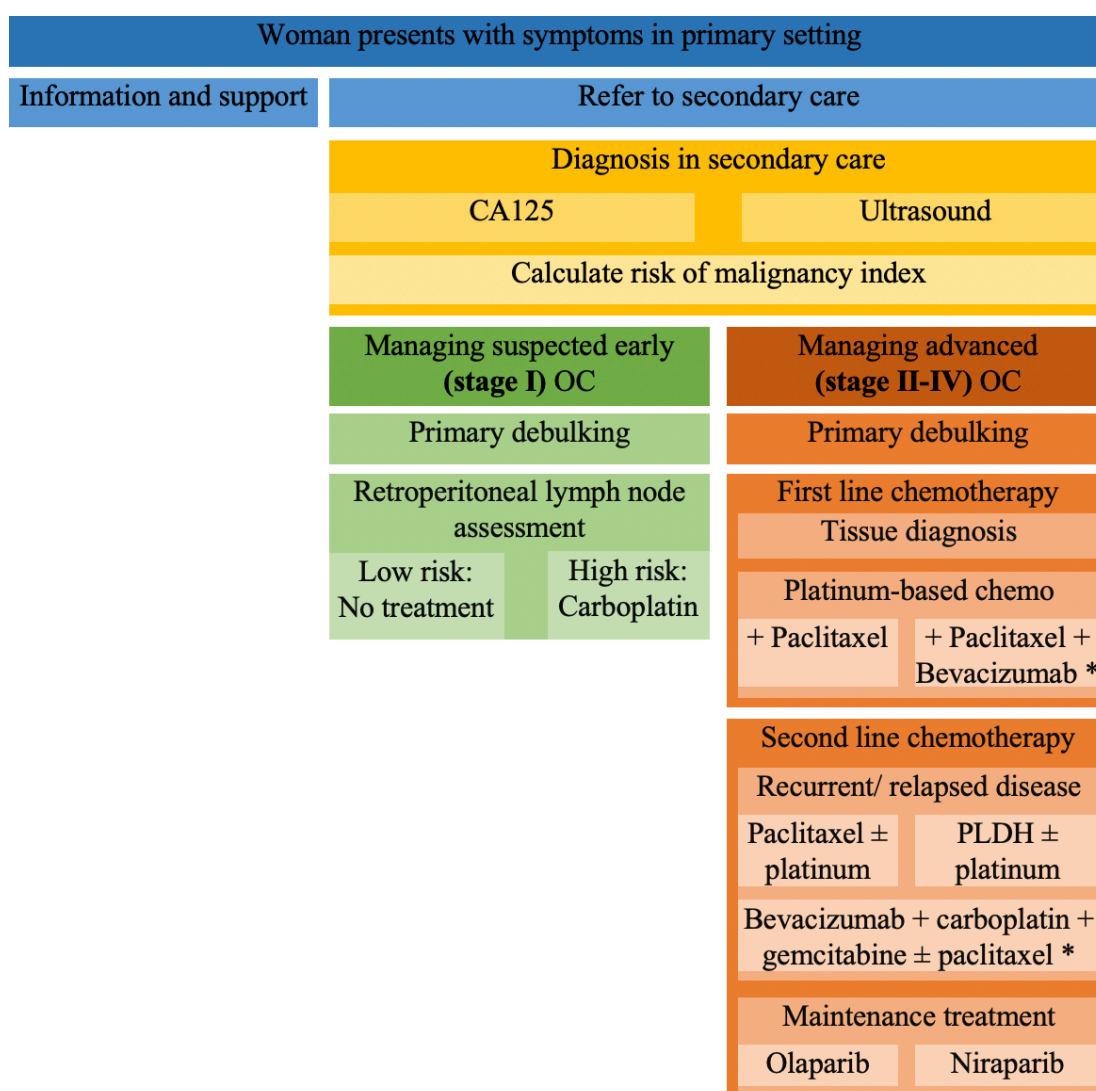 Woman presents with symptoms in primary setting
Information and support
Refer to secondary care
Diagnosis in secondary care
CA125
Ultrasound
Calculate risk of malignancy index
Managing suspected early
(stage I) OC
Primary debulking
Retroperitoneal lymph node
assessment
Low risk:
No treatment
High risk:
Carboplatin
Managing advanced
(stage II-IV) OC
Primary debulking
First line chemotherapy
Tissue diagnosis
Platinum-based chemo
+ Paclitaxel
+ Paclitaxel +
Bevacizumab *
Second line chemotherapy
Recurrent/ relapsed disease
Paclitaxel ±
platinum
PLDH ±
platinum
Bevacizumab + carboplatin +
gemcitabine ± paclitaxel *
Maintenance treatment
Olaparib
Niraparib